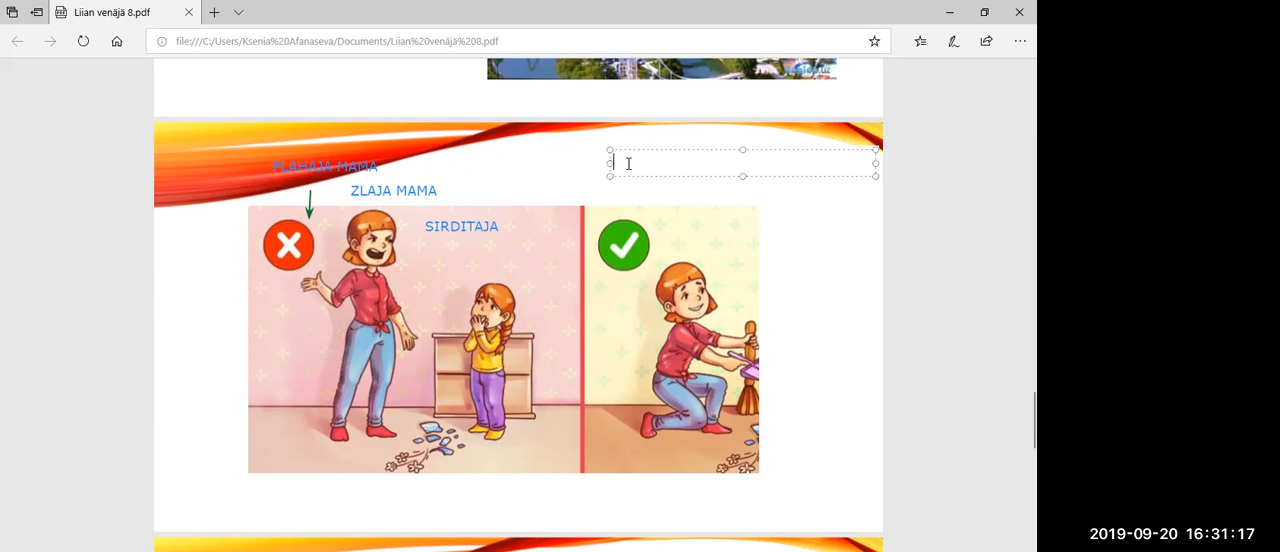 Liian venäjä 8.pdf
file:///C:/Users/Ksenia%20Afanaseva/Documents/Liian%20venäjä%208.pdf
PLAHAJA MAMA
ZLAJA MAMA
SIRDITAJA
2019-09-20 16:31:17